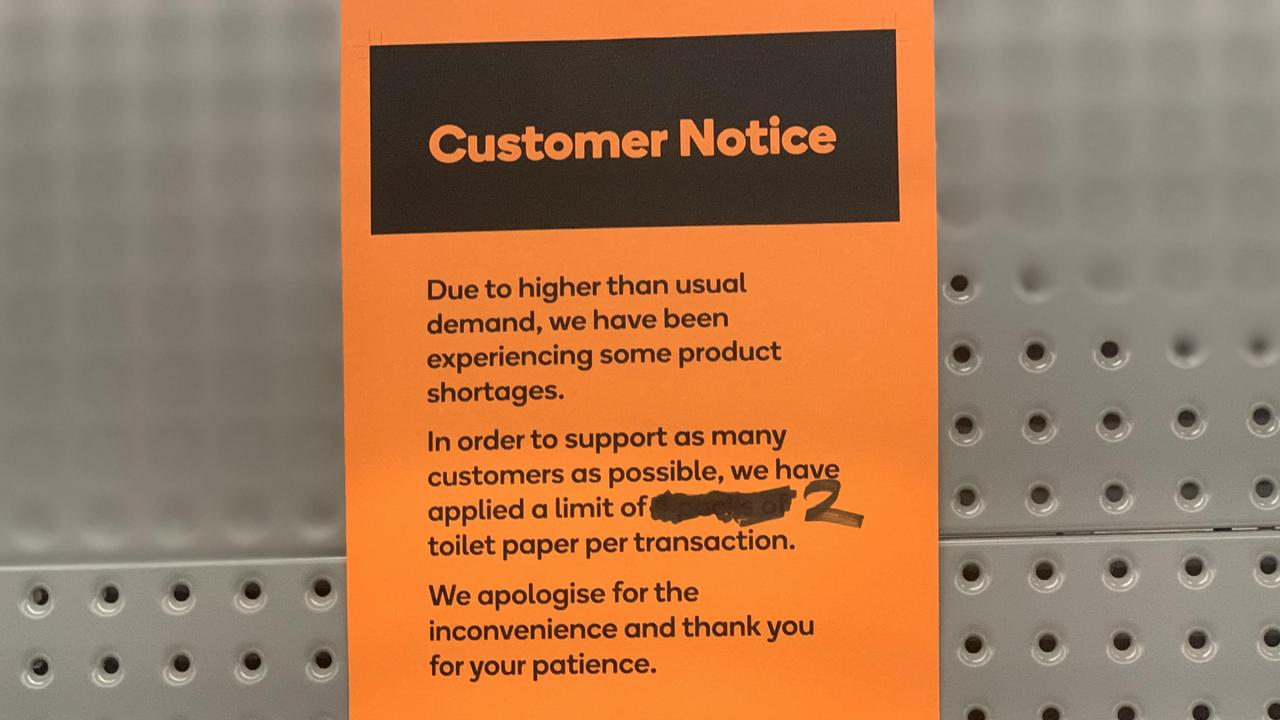 Customer Notice
Due to higher than usual
demand, we have been
experiencing some product
shortages.
In order to support as many
customers as possible, we have
applied a limit of 2
toilet paper per transaction.
We apologise for the
inconvenience and thank you
for your patience.